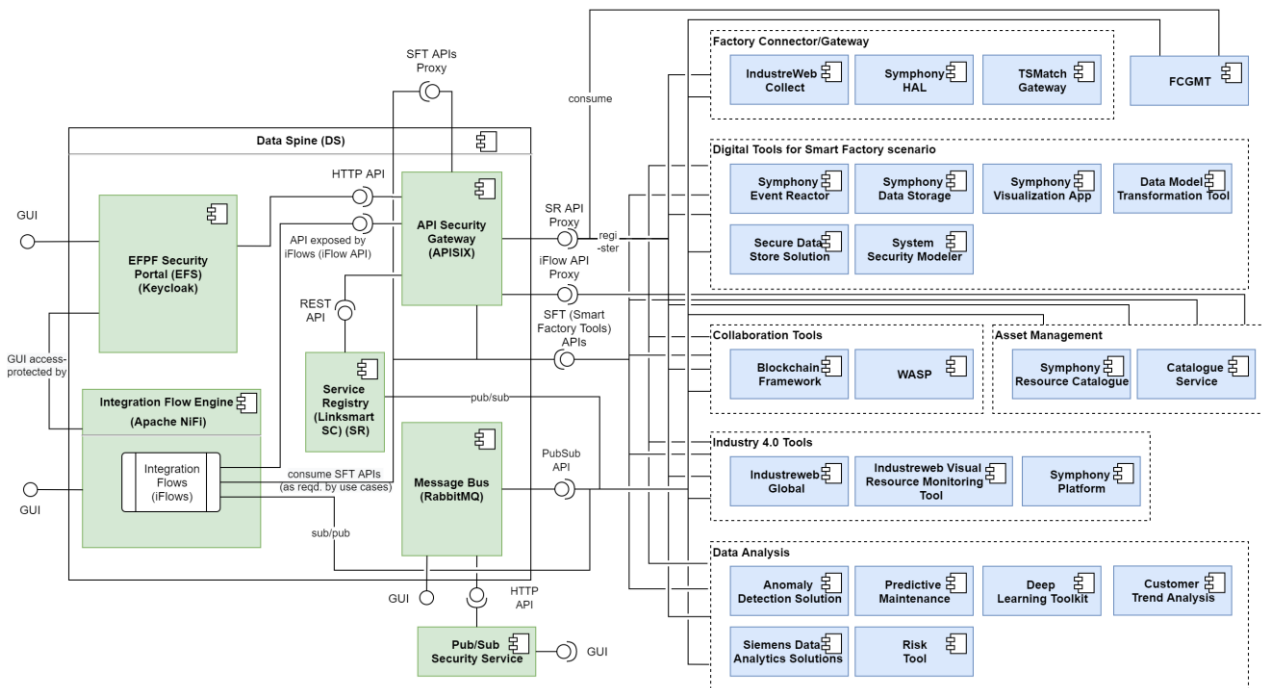 SFT APIs
Proxy
Factory Connector/Gateway
IndustreWeb
Collect
Symphony
HAL
TSMatch
Gateway
FCGMT
consume
Data Spine (DS)
Digital Tools for Smart Factory scenario
HTTP API
Symphony
Event Reactor
Symphony
Data Storage
Symphony
Visualization App
Data Model
Transformation Tool
GUI
SR API
Proxy
regi
-ster
API Security
Gateway
(APISIX)
API exposed by
iFlows (iFlow API)
Secure Data
Store Solution
System
Security Modeler
EFPF Security
Portal (EFS)
(Keycloak)
iFlow API
Proxy
REST
API
SFT (Smart
Factory Tools)
APIs
Collaboration Tools
Asset Management
GUI access-
protected by
Blockchain
Framework
WASP
Symphony
Resource Catalogue
Catalogue
Service
Service
Registry
(Linksmart
SC) (SR)
pub/sub
Integration Flow Engine
(Apache NiFi)
Industry 4.0 Tools
PubSub
API
Integration
Flows
(iFlows)
consume SFT APIs
(as reqd. by use cases)
Message Bus
(RabbitMQ)
Industreweb
Global
Industreweb Visual
Resource Monitoring
Tool
Symphony
Platform
GUI
sub/pub
Data Analysis
GUI
HTTP
API
Anomaly
Detection Solution
Predictive
Maintenance
Deep
Learning Toolkit
Customer
Trend Analysis
Pub/Sub
Security Service
GUI
Siemens Data
Analytics Solutions
Risk
Tool